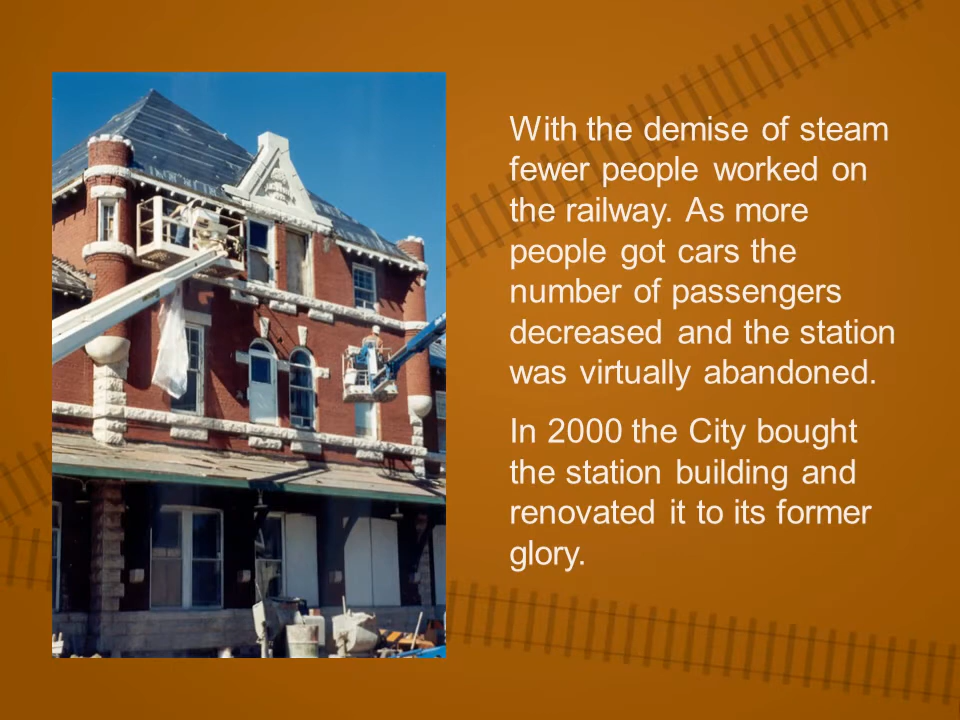 With the demise of steam
fewer people worked on
the railway. As more
people got cars the
number of passengers
decreased and the station
was virtually abandoned.
In 2000 the City bought
the station building and
renovated it to its former
glory.